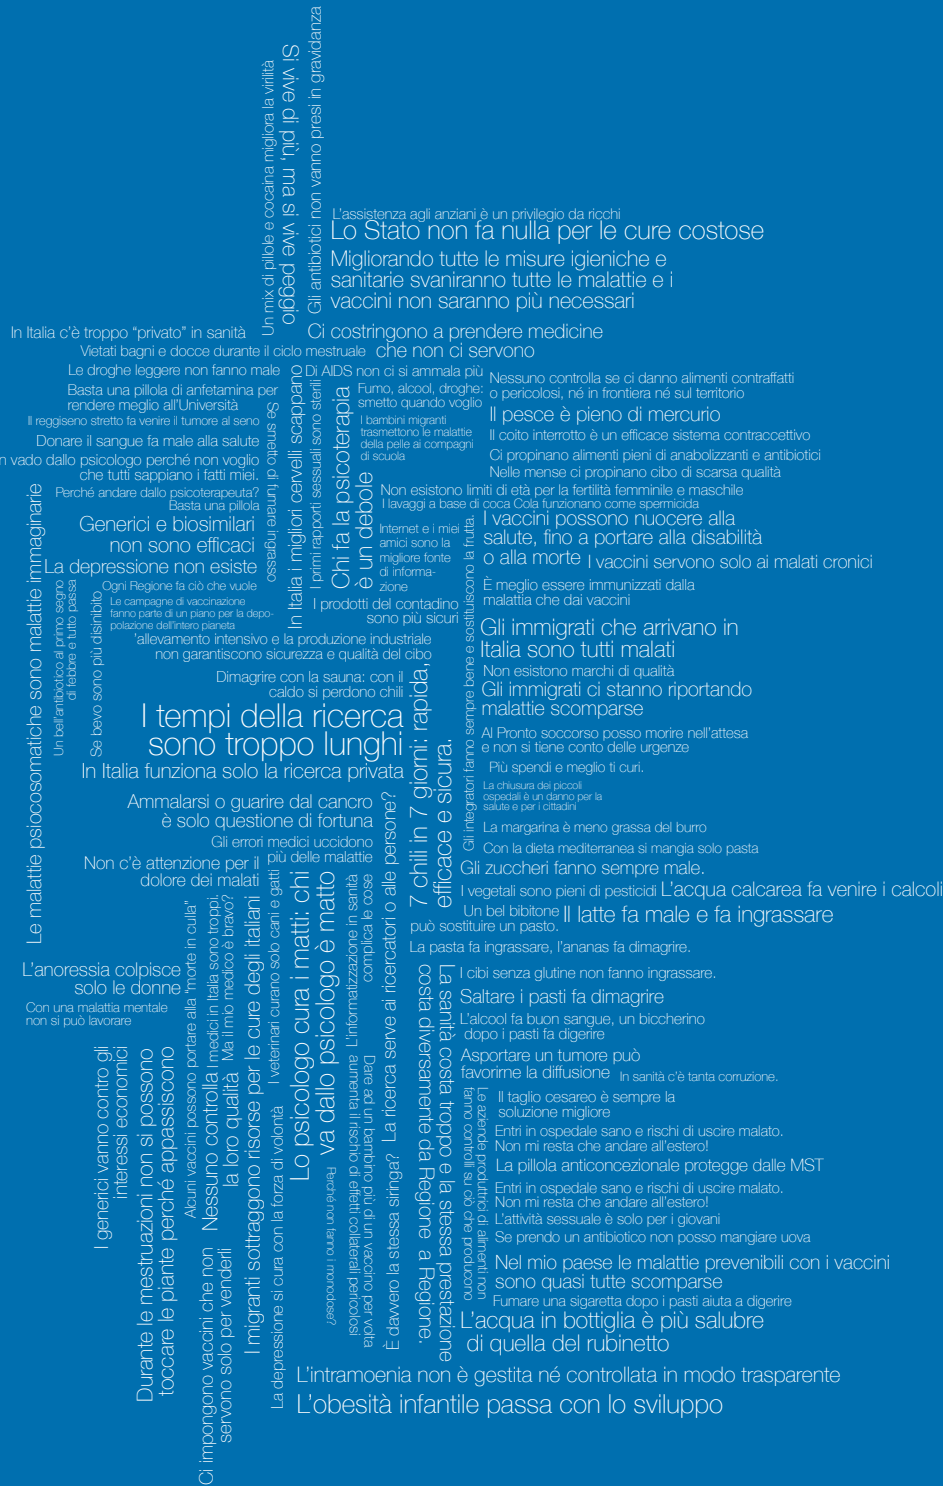 Un mix di pillole e cocaina migliora la virilità
Si vive di più, ma si vive peggio
Gli antibiotici non vanno presi in gravidanza
L'assistenza agli anziani è un privilegio da ricchi
Lo Stato non fa nulla per le cure costose
Migliorando tutte le misure igieniche e
sanitarie svaniranno tutte le malattie e i
vaccini non saranno più necessari
In Italia c'è troppo “privato” in sanità
Ci costringono a prendere medicine
che non ci servono
Vietati bagni e docce durante il ciclo mestruale
Le droghe leggere non fanno male
Di AIDS non ci si ammala più
Basta una pillola di anfetamina per
rendere meglio all'Università
Il reggiseno stretto fa venire il tumore al seno
Donare il sangue fa male alla salute
n vado dallo psicologo perché non voglio
che tutti sappiano i fatti miei.
Perché andare dallo psicoterapeuta?
Basta una pillola
Generici e biosimilari
non sono efficaci
La depressione non esiste
Se smetto di fumare ingrasso
In Italia i migliori cervelli scappano
I primi rapporti sessuali sono sterili
Chi fa la psicoterapia
è un debole
Fumo, alcool, droghe:
smetto quando voglio
I bambini migranti
trasmettono le malattie
della pelle ai compagni
di scuola
Nessuno controlla se ci danno alimenti contraffatti
o pericolosi, né in frontiera né sul territorio
Il pesce è pieno di mercurio
Il coito interrotto è un efficace sistema contraccettivo
Ci propinano alimenti pieni di anabolizzanti e antibiotici
Nelle mense ci propinano cibo di scarsa qualità
Non esistono limiti di età per la fertilità femminile e maschile
I lavaggi a base di coca Cola funzionano come spermicida
Internet e i miei
amici sono la
migliore fonte
di informa-
zione
I vaccini possono nuocere alla
salute, fino a portare alla disabilità
o alla morte
I vaccini servono solo ai malati cronici
È meglio essere immunizzati dalla
malattia che dai vaccini
Le malattie psicosomatiche sono malattie immaginarie
Un bell'antibiotico al primo segno
di febbre e tutto passa
Se bevo sono più disinibito
Ogni Regione fa ciò che vuole
Le campagne di vaccinazione
fanno parte di un piano per la depo-
polazione dell'intero pianeta
I prodotti del contadino
sono più sicuri
'allevamento intensivo e la produzione industriale
non garantiscono sicurezza e qualità del cibo
Dimagrire con la sauna: con il
caldo si perdono chili
I tempi della ricerca
sono troppo lunghi
In Italia funziona solo la ricerca privata
7 chili in 7 giorni: rapida,
efficace e sicura.
Gli integratori fanno sempre bene e sostituiscono la frutta.
Gli immigrati che arrivano in
Italia sono tutti malati
Non esistono marchi di qualità
Gli immigrati ci stanno riportando
malattie scomparse
Al Pronto soccorso posso morire nell'attesa
e non si tiene conto delle urgenze
Più spendi e meglio ti curi.
La chiusura dei piccoli
ospedali è un danno per la
salute e per i cittadini
La margarina è meno grassa del burro
Con la dieta mediterranea si mangia solo pasta
Gli zuccheri fanno sempre male.
I vegetali sono pieni di pesticidi
L'acqua calcarea fa venire i calcoli
Un bel bibitone
può sostituire un pasto.
Il latte fa male e fa ingrassare
La pasta fa ingrassare, l'ananas fa dimagrire.
Ammalarsi o guarire dal cancro
è solo questione di fortuna
Gli errori medici uccidono
più delle malattie
Non c'è attenzione per il
dolore dei malati
L'anoressia colpisce
solo le donne
Con una malattia mentale
non si può lavorare
I generici vanno contro gli
interessi economici
Durante le mestruazioni non si possono
toccare le piante perché appassiscono
Alcuni vaccini possono portare alla "morte in culla"
Nessuno controlla
la loro qualità
I medici in Italia sono troppi.
Ma il mio medico è bravo?
Ci impongono vaccini che non
servono solo per venderli
I migranti sottraggono risorse per le cure degli italiani
I veterinari curano solo cani e gatti
La depressione si cura con la forza di volontà
Lo psicologo cura i matti: chi
va dallo psicologo è matto
Perché non fanno i monodose?
L'informatizzazione in sanità
complica le cose
Dare ad un bambino più di un vaccino per volta
aumenta il rischio di effetti collaterali pericolosi
La ricerca serve ai ricercatori o alle persone?
È davvero la stessa siringa?
La sanità costa troppo e la stessa prestazione
costa diversamente da Regione a Regione.
I cibi senza glutine non fanno ingrassare.
Saltare i pasti fa dimagrire
L'alcool fa buon sangue, un biccherino
dopo i pasti fa digerire
Asportare un tumore può
favorirne la diffusione
In sanità c'è tanta corruzione.
Le aziende produttrici di alimenti non
fanno controlli su ciò che producono
Il taglio cesareo è sempre la
soluzione migliore
Entri in ospedale sano e rischi di uscire malato.
Non mi resta che andare all'estero!
La pillola anticoncezionale protegge dalle MST
Entri in ospedale sano e rischi di uscire malato.
Non mi resta che andare all'estero!
L'attività sessuale è solo per i giovani
Se prendo un antibiotico non posso mangiare uova
Nel mio paese le malattie prevenibili con i vaccini
sono quasi tutte scomparse
Fumare una sigaretta dopo i pasti aiuta a digerire
L'acqua in bottiglia è più salubre
di quella del rubinetto
L'intramoenia non è gestita né controllata in modo trasparente
L'obesità infantile passa con lo sviluppo